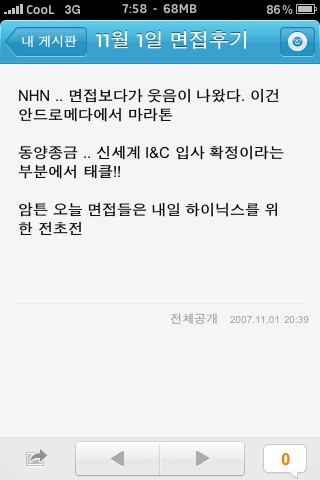 CooL 3G 7:58 - 68MB 86%
내 게시판 11월 1일 면접후기
NHN .. 면접보다가 웃음이 나왔다. 이건
안드로메다에서 마라톤
동양종금 .. 신세계 I&C 입사 확정이라는
부분에서 태클!!
암튼 오늘 면접들은 내일 하이닉스를 위
한 전초전
전체공개 2007.11.01 20:39
0